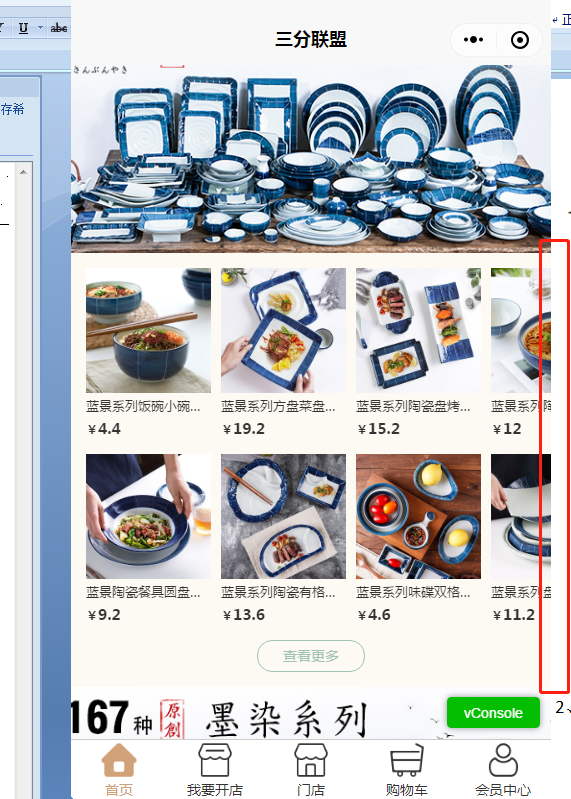 U abc
正
三分联盟
きんぶんやき
存希
蓝景系列饭碗小碗...
蓝景系列方盘菜盘...
蓝景系列陶瓷盘烤...
蓝景系列陶
￥4.4
￥19.2
￥15.2
￥12
蓝景陶瓷餐具圆盘...
蓝景系列陶瓷有格...
蓝景系列味碟双格...
蓝景系列盘
￥9.2
￥13.6
￥4.6
￥11.2
查看更多
167种 原創 墨染系列
vConsole
2、
首页
我要开店
门店
购物车
会员中心